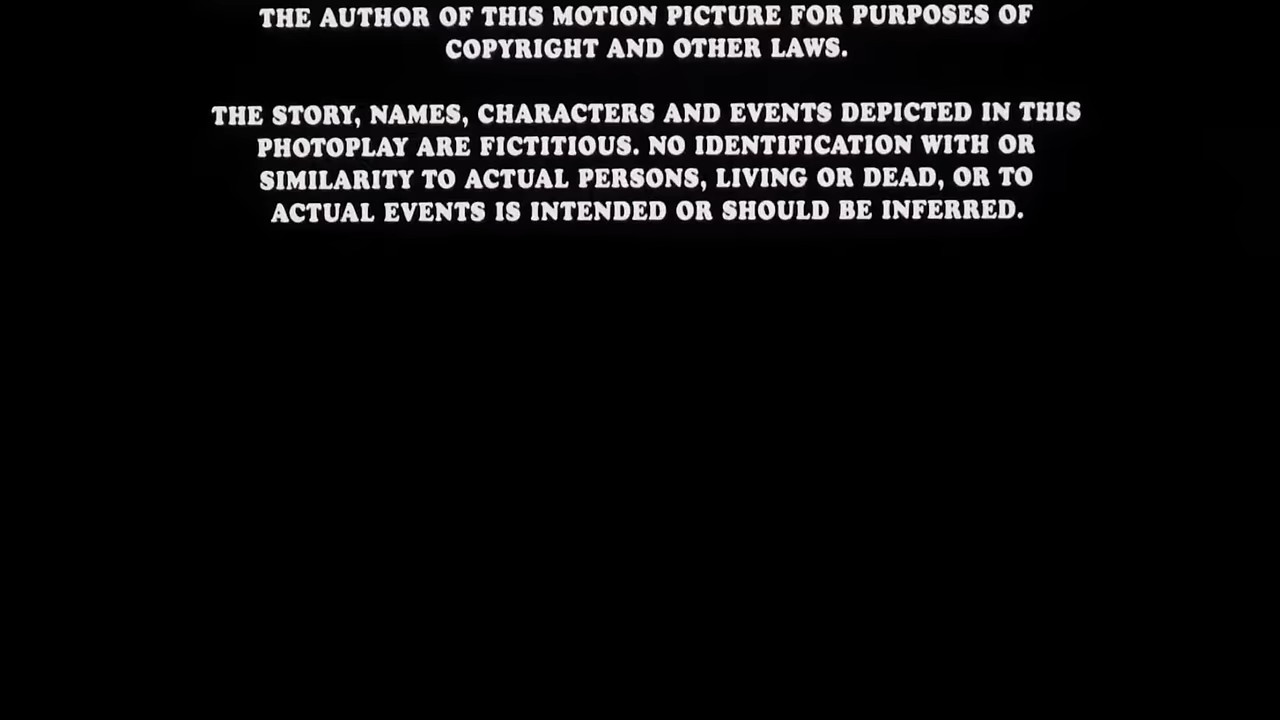 THE AUTHOR OF THIS MOTION PICTURE FOR PURPOSES OF
COPYRIGHT AND OTHER LAWS.
THE STORY, NAMES, CHARACTERS AND EVENTS DEPICTED IN THIS
PHOTOPLAY ARE FICTITIOUS. NO IDENTIFICATION WITH OR
SIMILARITY TO ACTUAL PERSONS, LIVING OR DEAD, OR TO
ACTUAL EVENTS IS INTENDED OR SHOULD BE INFERRED.